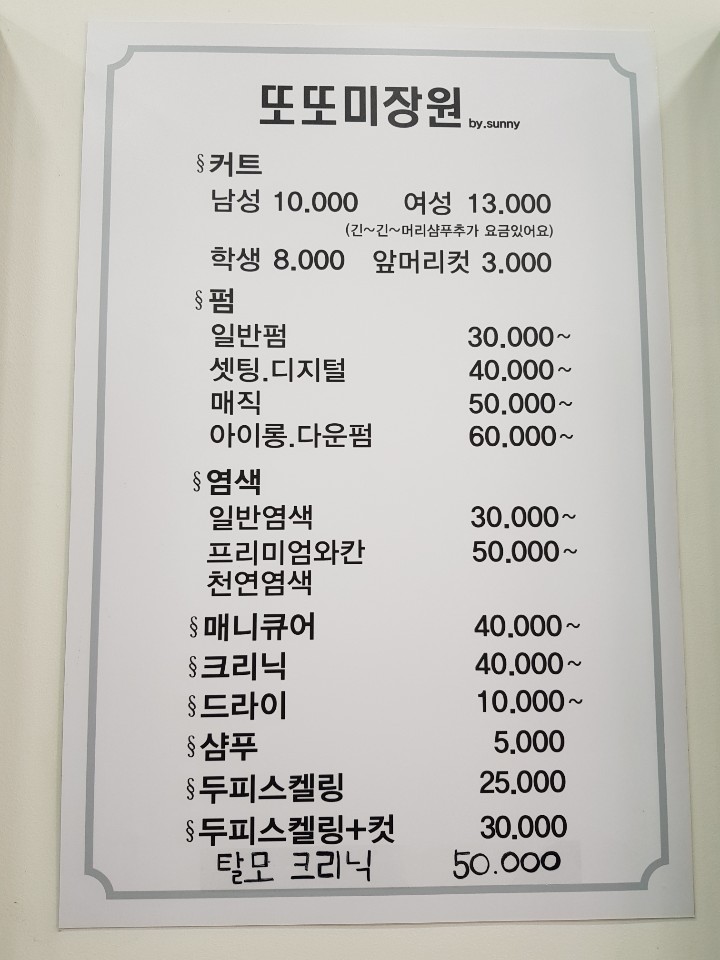 또또미장원 by.sunny
§커트
남성 10.000 여성 13.000
(긴~긴~머리샴푸추가 요금있어요)
학생 8.000 앞머리컷 3.000
§펌
일반펌 30.000~
셋팅.디지털 40.000~
매직 50.000~
아이롱.다운펌 60.000~
§염색
일반염색 30.000~
프리미엄와칸 50.000~
천연염색
§매니큐어 40.000~
§크리닉 40.000~
§드라이 10.000~
§샴푸 5.000
§두피스켈링 25.000
§두피스켈링+컷 30.000
탈모 크리닉 50.000